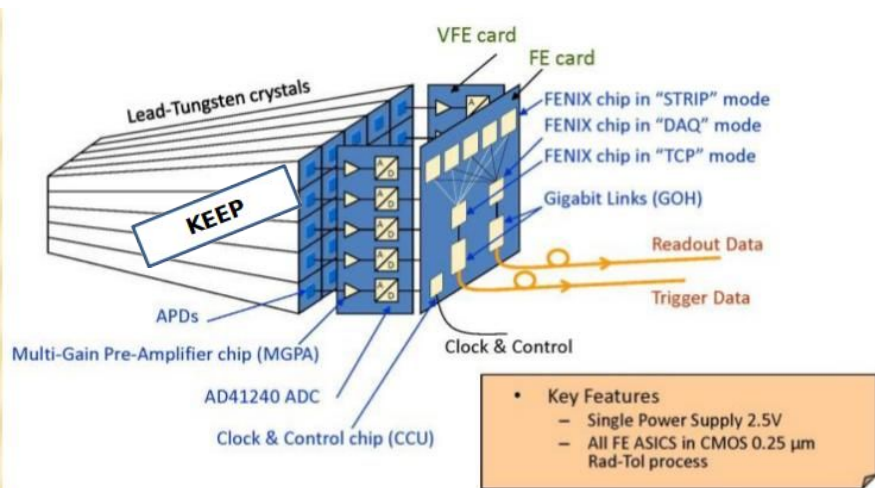 VFE card
FE card
Lead-Tungsten crystals
FENIX chip in “STRIP” mode
FENIX chip in “DAQ” mode
FENIX chip in “TCP” mode
Gigabit Links (GOH)
KEEP
A
D
A
D
A
D
A
D
A
D
A
Readout Data
Trigger Data
APDs
Multi-Gain Pre-Amplifier chip (MGPA)
Clock & Control
AD41240 ADC
Clock & Control chip (CCU)
• Key Features
– Single Power Supply 2.5V
– All FE ASICS in CMOS 0.25 µm
Rad-Tol process